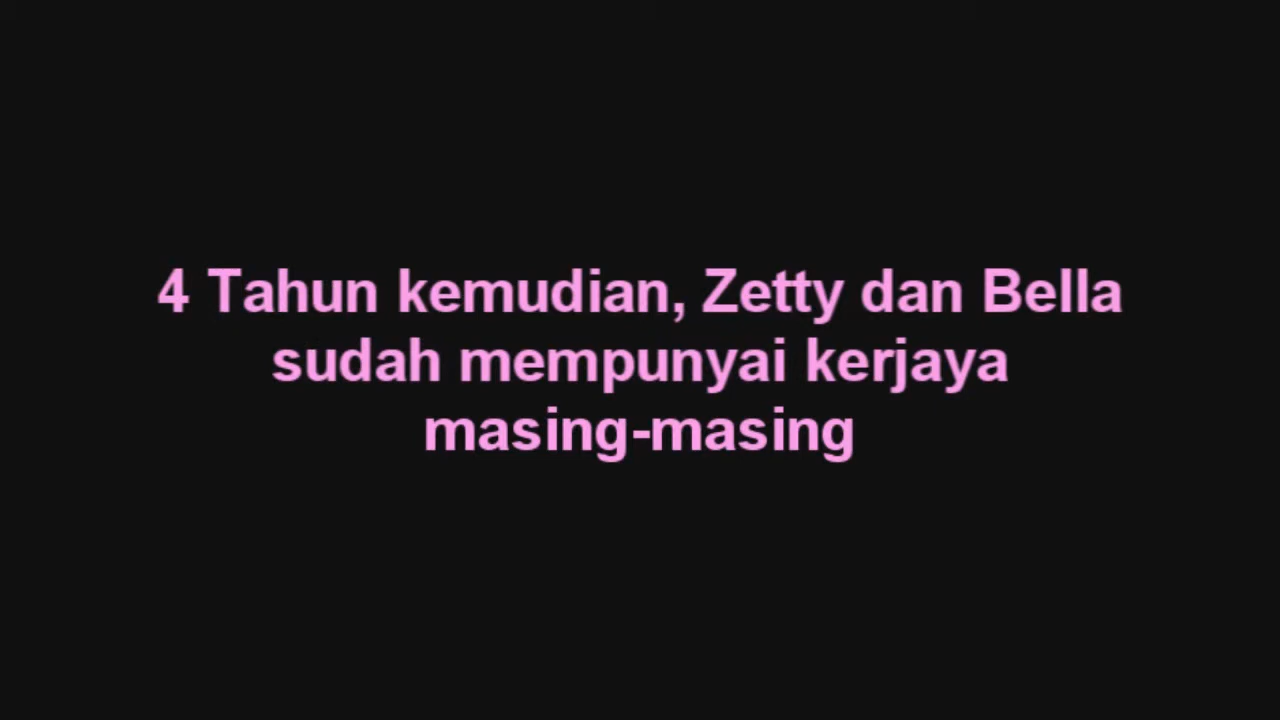 4 Tahun kemudian, Zetty dan Bella
sudah mempunyai kerjaya
masing-masing